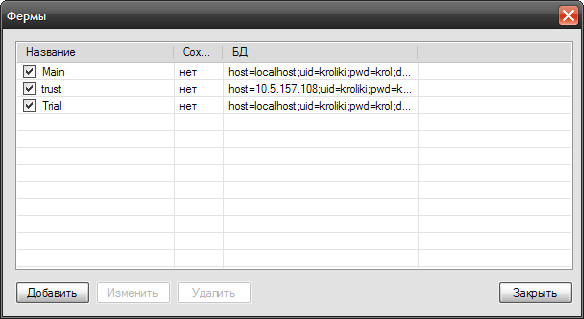 Фермы
Название Сох... БД
Main нет host=localhost;uid=kroliki;pwd=krol;d...
trust нет host=10.5.157.108;uid=kroliki;pwd=k...
Trial нет host=localhost;uid=kroliki;pwd=krol;d...
Добавить Изменить Удалить Закрыть